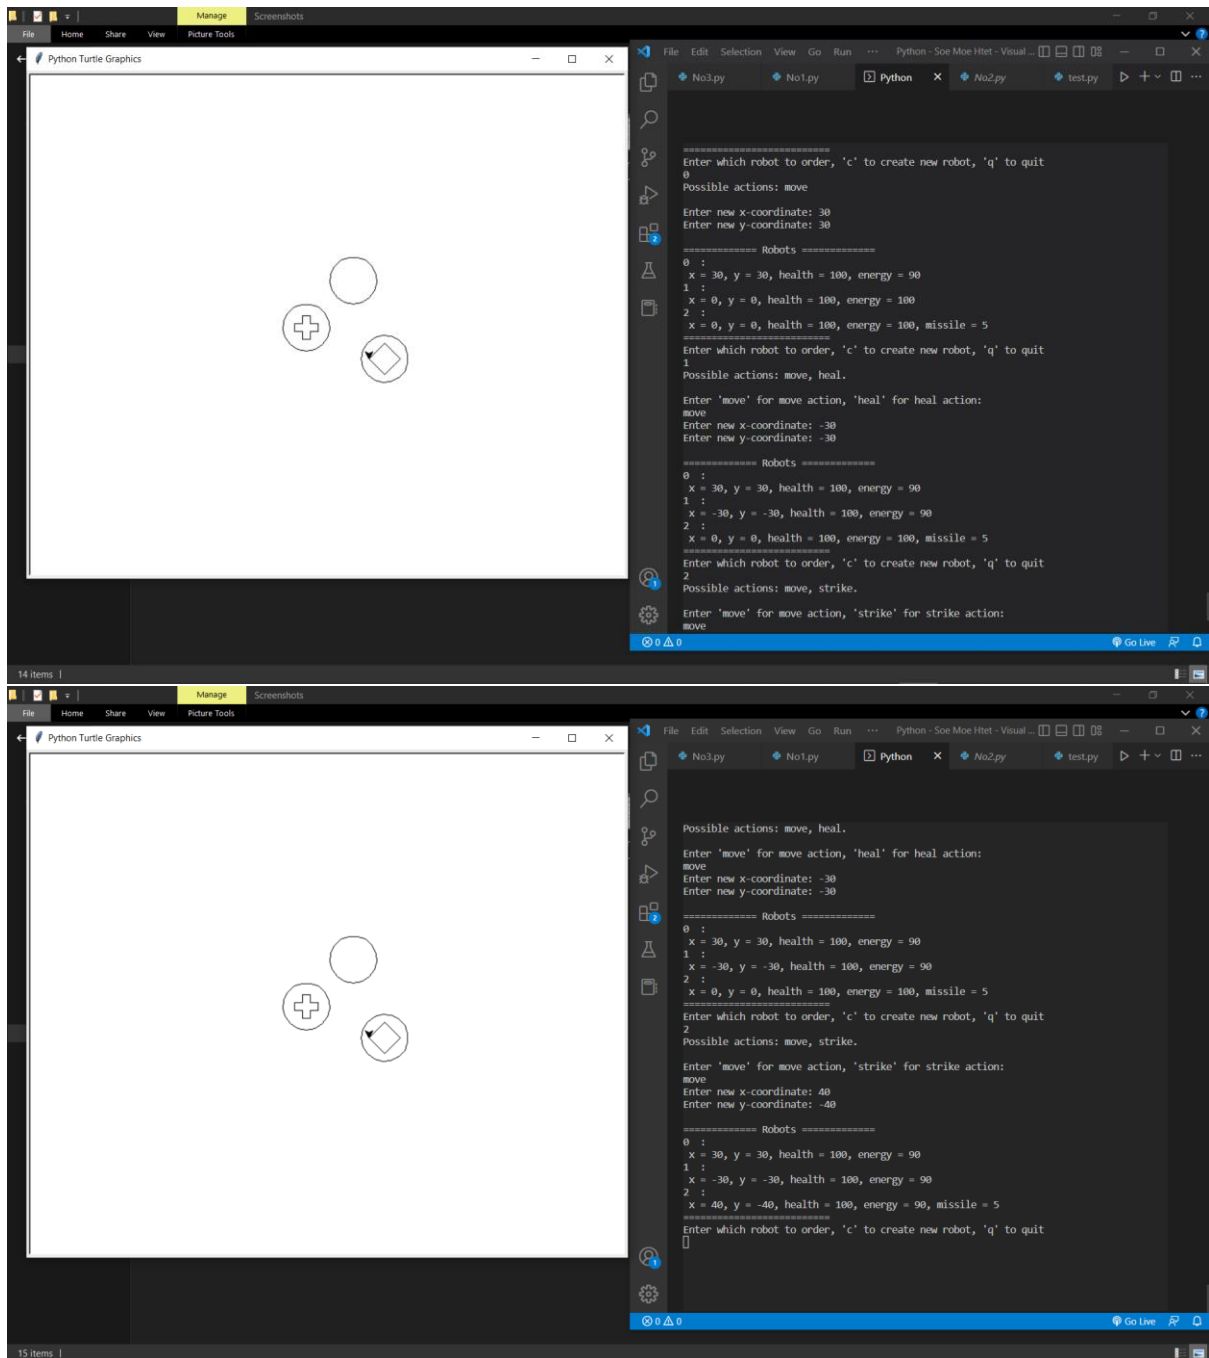 Manage Screenshots
File Home Share View Picture Tools
Python Turtle Graphics
File Edit Selection View Go Run ··· Python - Soe Moe Htet - Visual ...
No3.py No1.py Python No2.py test.py
===========================
Enter which robot to order, 'c' to create new robot, 'q' to quit
0
Possible actions: move
Enter new x-coordinate: 30
Enter new y-coordinate: 30
============= Robots =============
0 :
x = 30, y = 30, health = 100, energy = 90
1 :
x = 0, y = 0, health = 100, energy = 100
2 :
x = 0, y = 0, health = 100, energy = 100, missile = 5
===========================
Enter which robot to order, 'c' to create new robot, 'q' to quit
1
Possible actions: move, heal.
Enter 'move' for move action, 'heal' for heal action:
move
Enter new x-coordinate: -30
Enter new y-coordinate: -30
============= Robots =============
0 :
x = 30, y = 30, health = 100, energy = 90
1 :
x = -30, y = -30, health = 100, energy = 90
2 :
x = 0, y = 0, health = 100, energy = 100, missile = 5
===========================
Enter which robot to order, 'c' to create new robot, 'q' to quit
2
Possible actions: move, strike.
Enter 'move' for move action, 'strike' for strike action:
move
2
1
0 0 Go Live
14 items
Manage Screenshots
File Home Share View Picture Tools
Python Turtle Graphics
File Edit Selection View Go Run ··· Python - Soe Moe Htet - Visual ...
No3.py No1.py Python No2.py test.py
Possible actions: move, heal.
Enter 'move' for move action, 'heal' for heal action:
move
Enter new x-coordinate: -30
Enter new y-coordinate: -30
============= Robots =============
0 :
x = 30, y = 30, health = 100, energy = 90
1 :
x = -30, y = -30, health = 100, energy = 90
2 :
x = 0, y = 0, health = 100, energy = 100, missile = 5
===========================
Enter which robot to order, 'c' to create new robot, 'q' to quit
2
Possible actions: move, strike.
Enter 'move' for move action, 'strike' for strike action:
move
Enter new x-coordinate: 40
Enter new y-coordinate: -40
============= Robots =============
0 :
x = 30, y = 30, health = 100, energy = 90
1 :
x = -30, y = -30, health = 100, energy = 90
2 :
x = 40, y = -40, health = 100, energy = 90, missile = 5
===========================
Enter which robot to order, 'c' to create new robot, 'q' to quit
2
1
0 0 Go Live
15 items